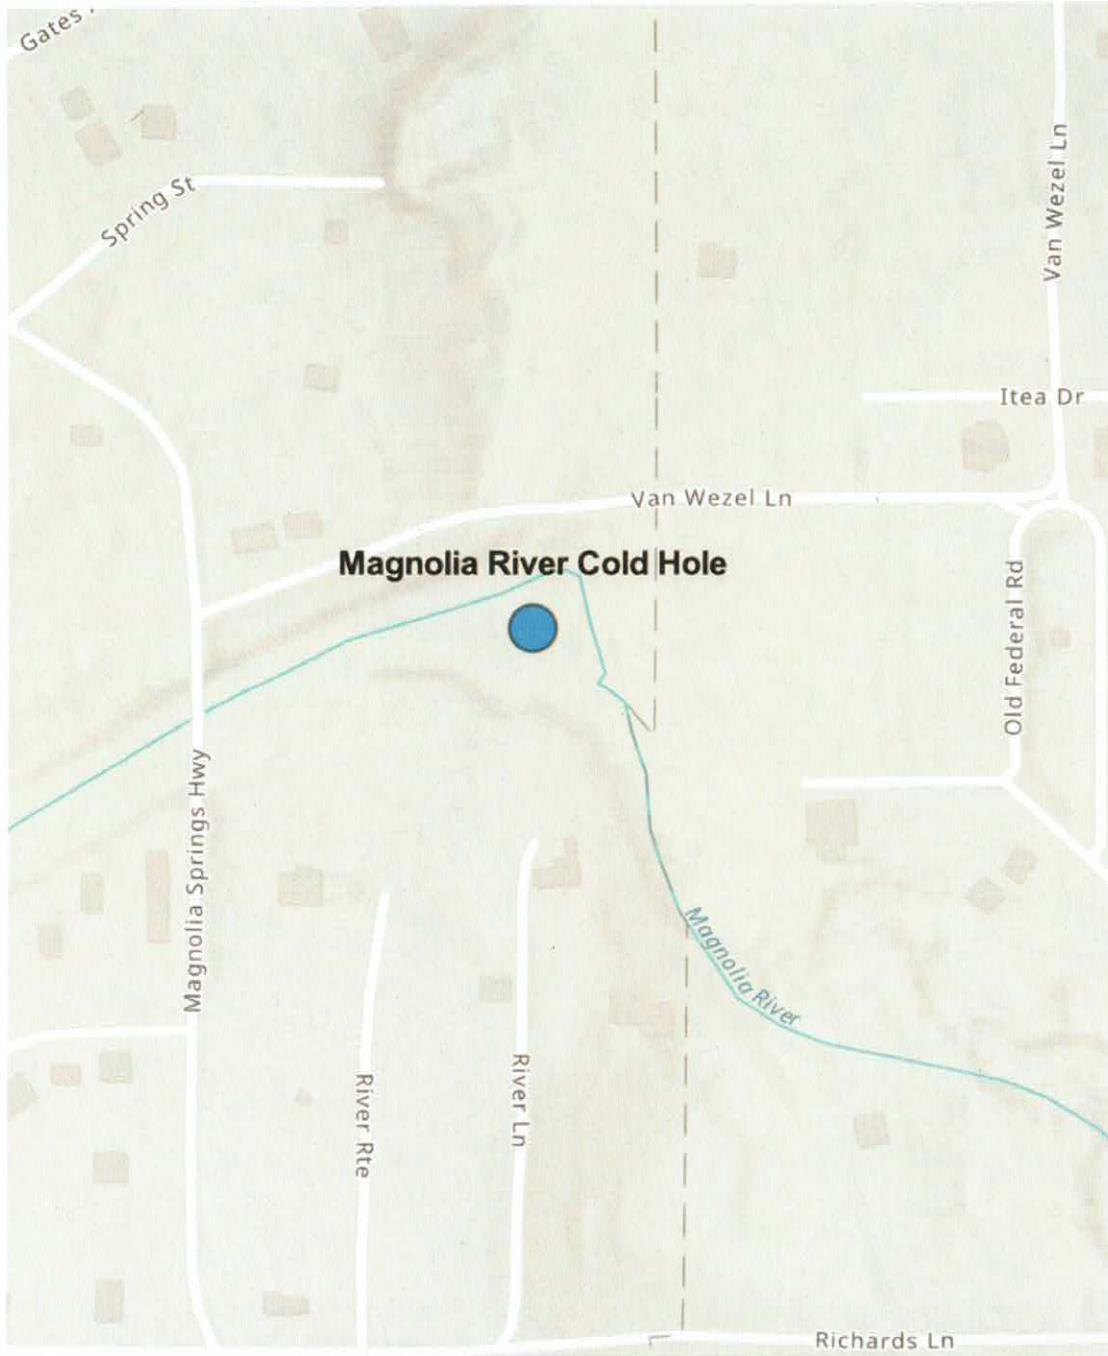 Gates
Spring St
Van Wezel Ln
Itea Dr
Van Wezel Ln
Magnolia River Cold Hole
Old Federal Rd
Magnolia Springs Hwy
Magnolia River
River Ln
River Rte
Richards Ln